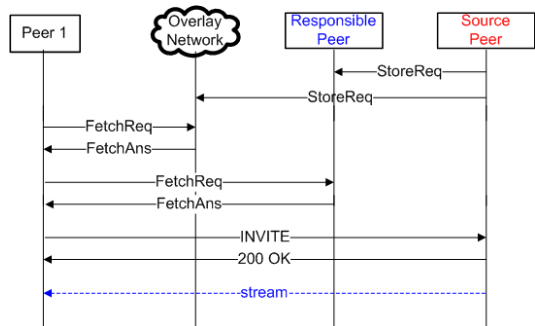 Peer 1
Overlay
Network
Responsible
Peer
Source
Peer
StoreReq
StoreReq
FetchReq
FetchAns
FetchReq
FetchAns
INVITE
200 OK
stream